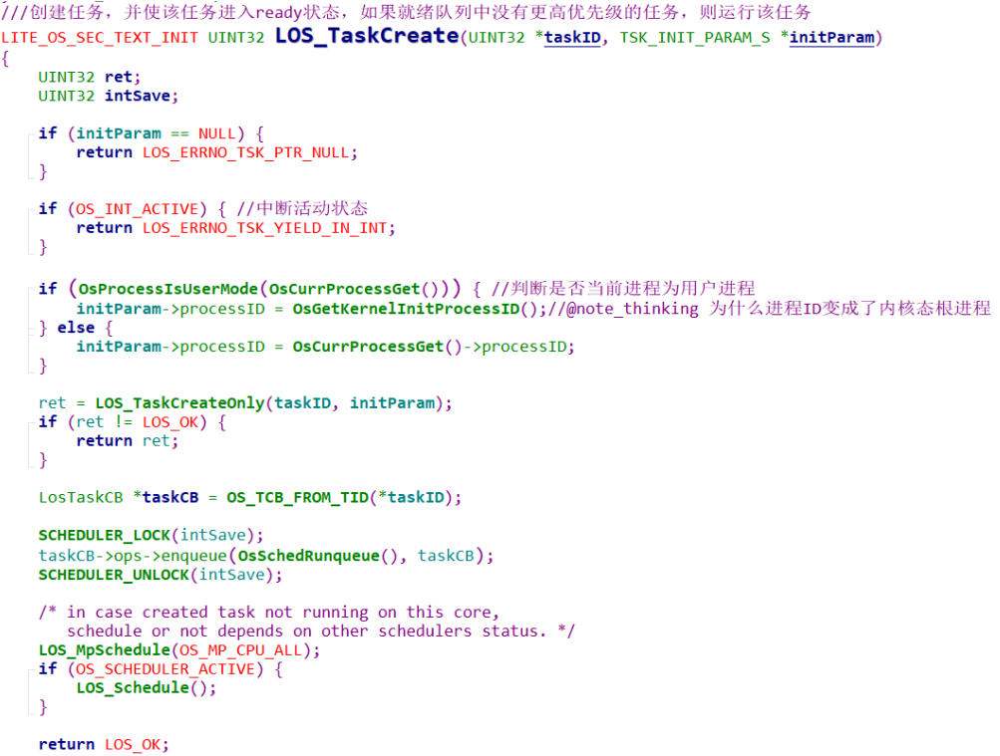 ///创建任务，并使该任务进入ready状态，如果就绪队列中没有更高优先级的任务，则运行该任务
LITE_OS_SEC_TEXT_INIT UINT32 LOS_TaskCreate(UINT32 *taskID, TSK_INIT_PARAM_S *initParam)
{
    UINT32 ret;
    UINT32 intSave;

    if (initParam == NULL) {
        return LOS_ERRNO_TSK_PTR_NULL;
    }

    if (OS_INT_ACTIVE) { //中断活动状态
        return LOS_ERRNO_TSK_YIELD_IN_INT;
    }

    if (OsProcessIsUserMode(OsCurrProcessGet())) { //判断是否当前进程为用户进程
        initParam->processID = OsGetKernelInitProcessID();//@note_thinking 为什么进程ID变成了内核态根进程
    } else {
        initParam->processID = OsCurrProcessGet()->processID;
    }

    ret = LOS_TaskCreateOnly(taskID, initParam);
    if (ret != LOS_OK) {
        return ret;
    }

    LosTaskCB *taskCB = OS_TCB_FROM_TID(*taskID);

    SCHEDULER_LOCK(intSave);
    taskCB->ops->enqueue(OsSchedRunqueue(), taskCB);
    SCHEDULER_UNLOCK(intSave);

    /* in case created task not running on this core,
       schedule or not depends on other schedulers status. */
    LOS_MpSchedule(OS_MP_CPU_ALL);
    if (OS_SCHEDULER_ACTIVE) {
        LOS_Schedule();
    }

    return LOS_OK;